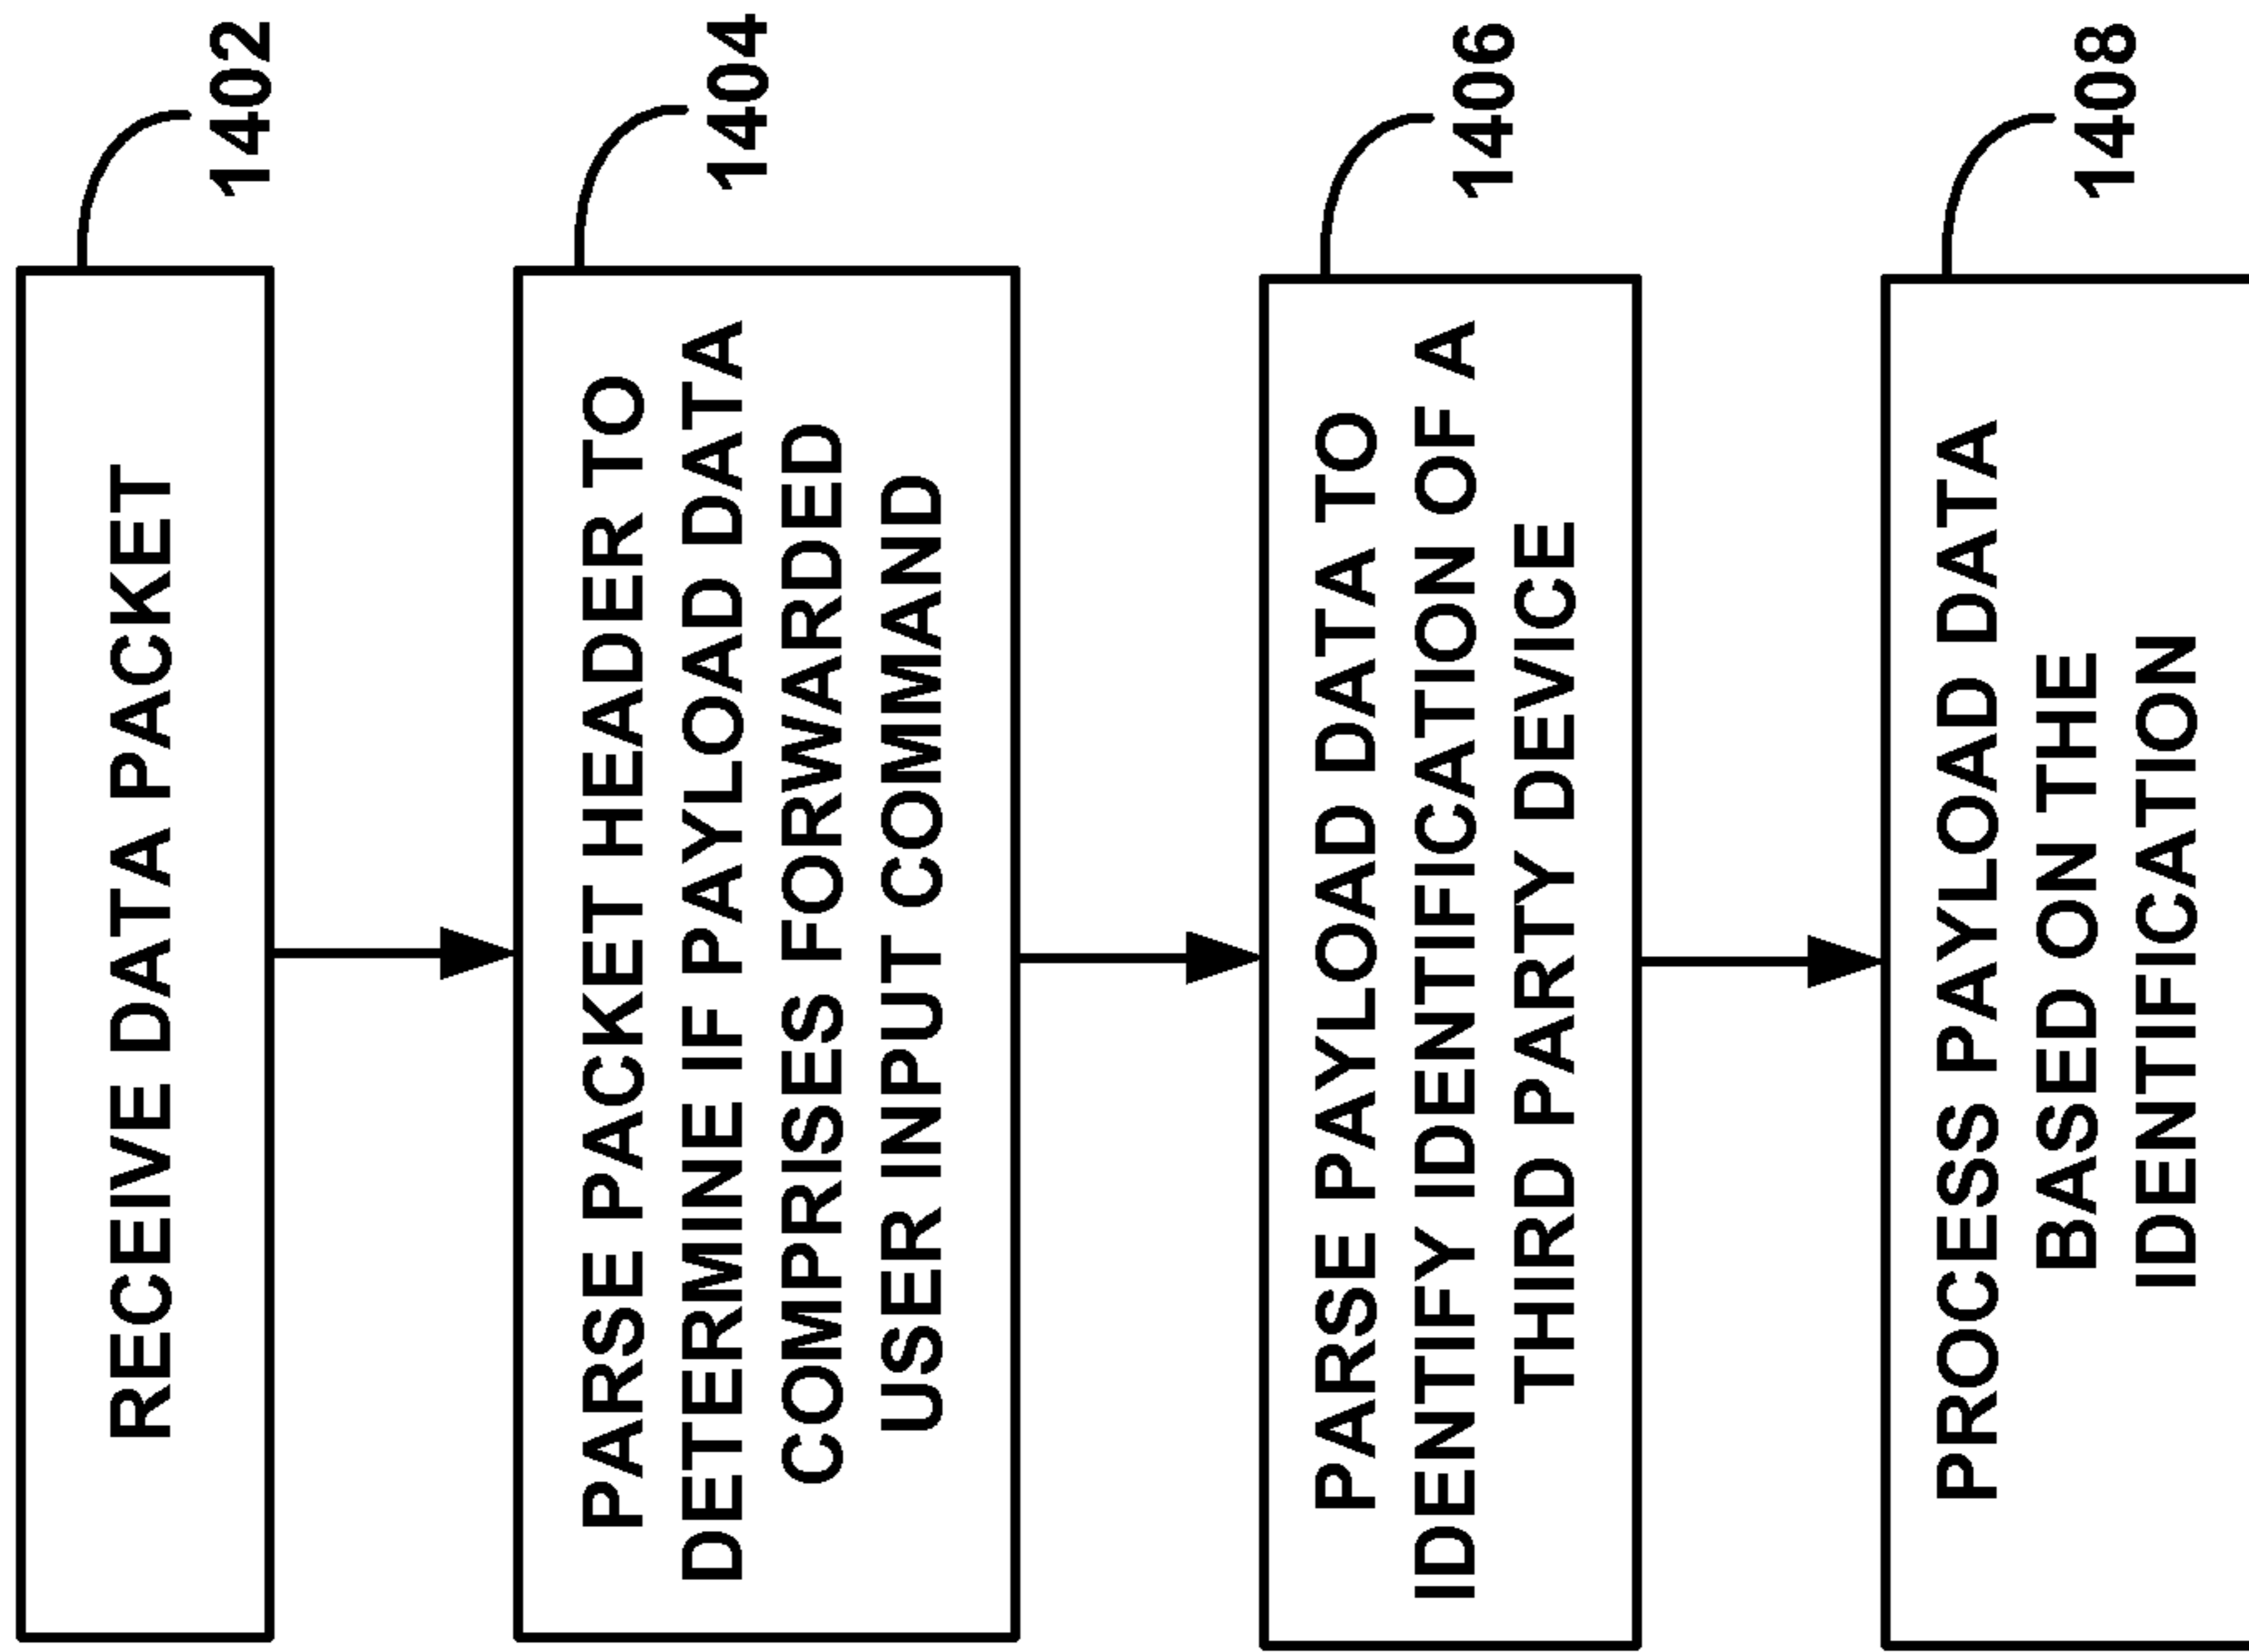 RECEIVE DATA PACKET
1402
PARSE PACKET HEADER TO
DETERMINE IF PAYLOAD DATA
COMPRISES FORWARDED
USER INPUT COMMAND
1404
PARSE PAYLOAD DATA TO
IDENTIFY IDENTIFICATION OF A
THIRD PARTY DEVICE
1406
PROCESS PAYLOAD DATA
BASED ON THE
IDENTIFICATION
1408